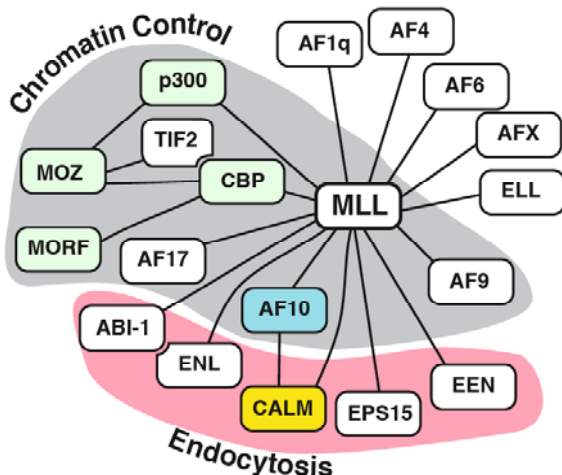 Chromatin Control
AF1q
AF4
p300
AF6
TIF2
AFX
MOZ
CBP
ELL
MLL
MORF
AF17
AF9
AF10
ABI-1
ENL
EEN
CALM
EPS15
Endocytosis